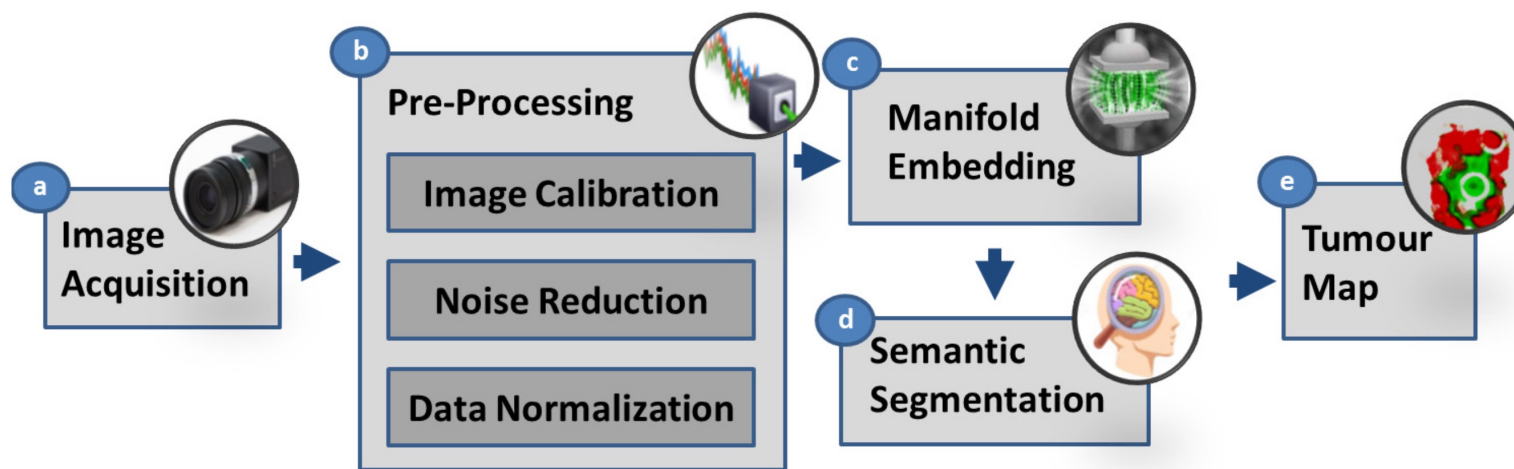 a
Image
Acquisition
b
Pre-Processing
Image Calibration
Noise Reduction
Data Normalization
c
Manifold
Embedding
d
Semantic
Segmentation
e
Tumour
Map